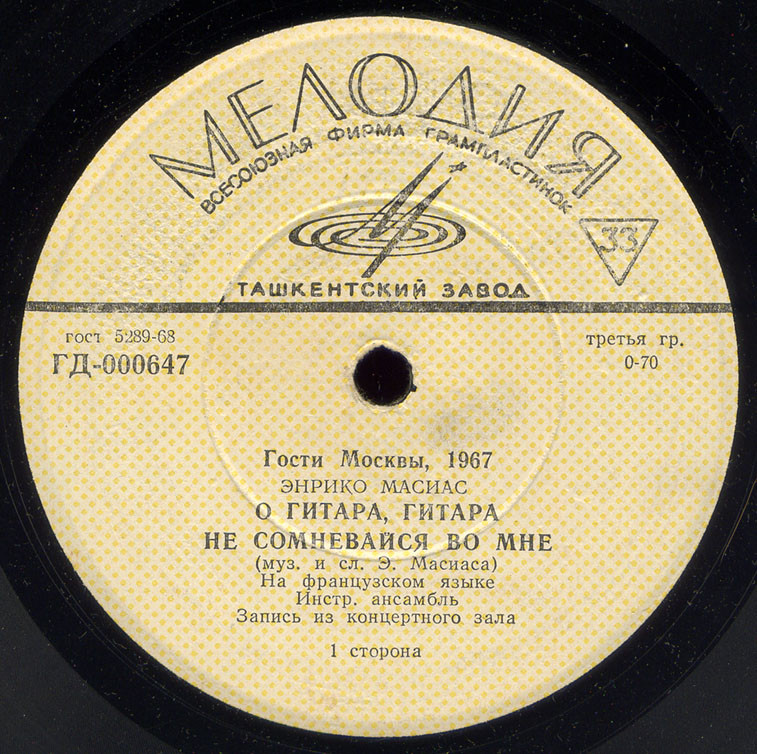 МЕЛОДИЯ
ВСЕСОЮЗНАЯ ФИРМА ГРАМПЛАСТИНОК
33
ТАШКЕНТСКИЙ ЗАВОД
гост 5289-68
третья гр.
ГД-000647
0-70
Гости Москвы, 1967
ЭНРИКО МАСИАС
О ГИТАРА, ГИТАРА
НЕ СОМНЕВАЙСЯ ВО МНЕ
(муз. и сл. Э. Масиаса)
На французском языке
Инстр. ансамбль
Запись из концертного зала
1 сторона